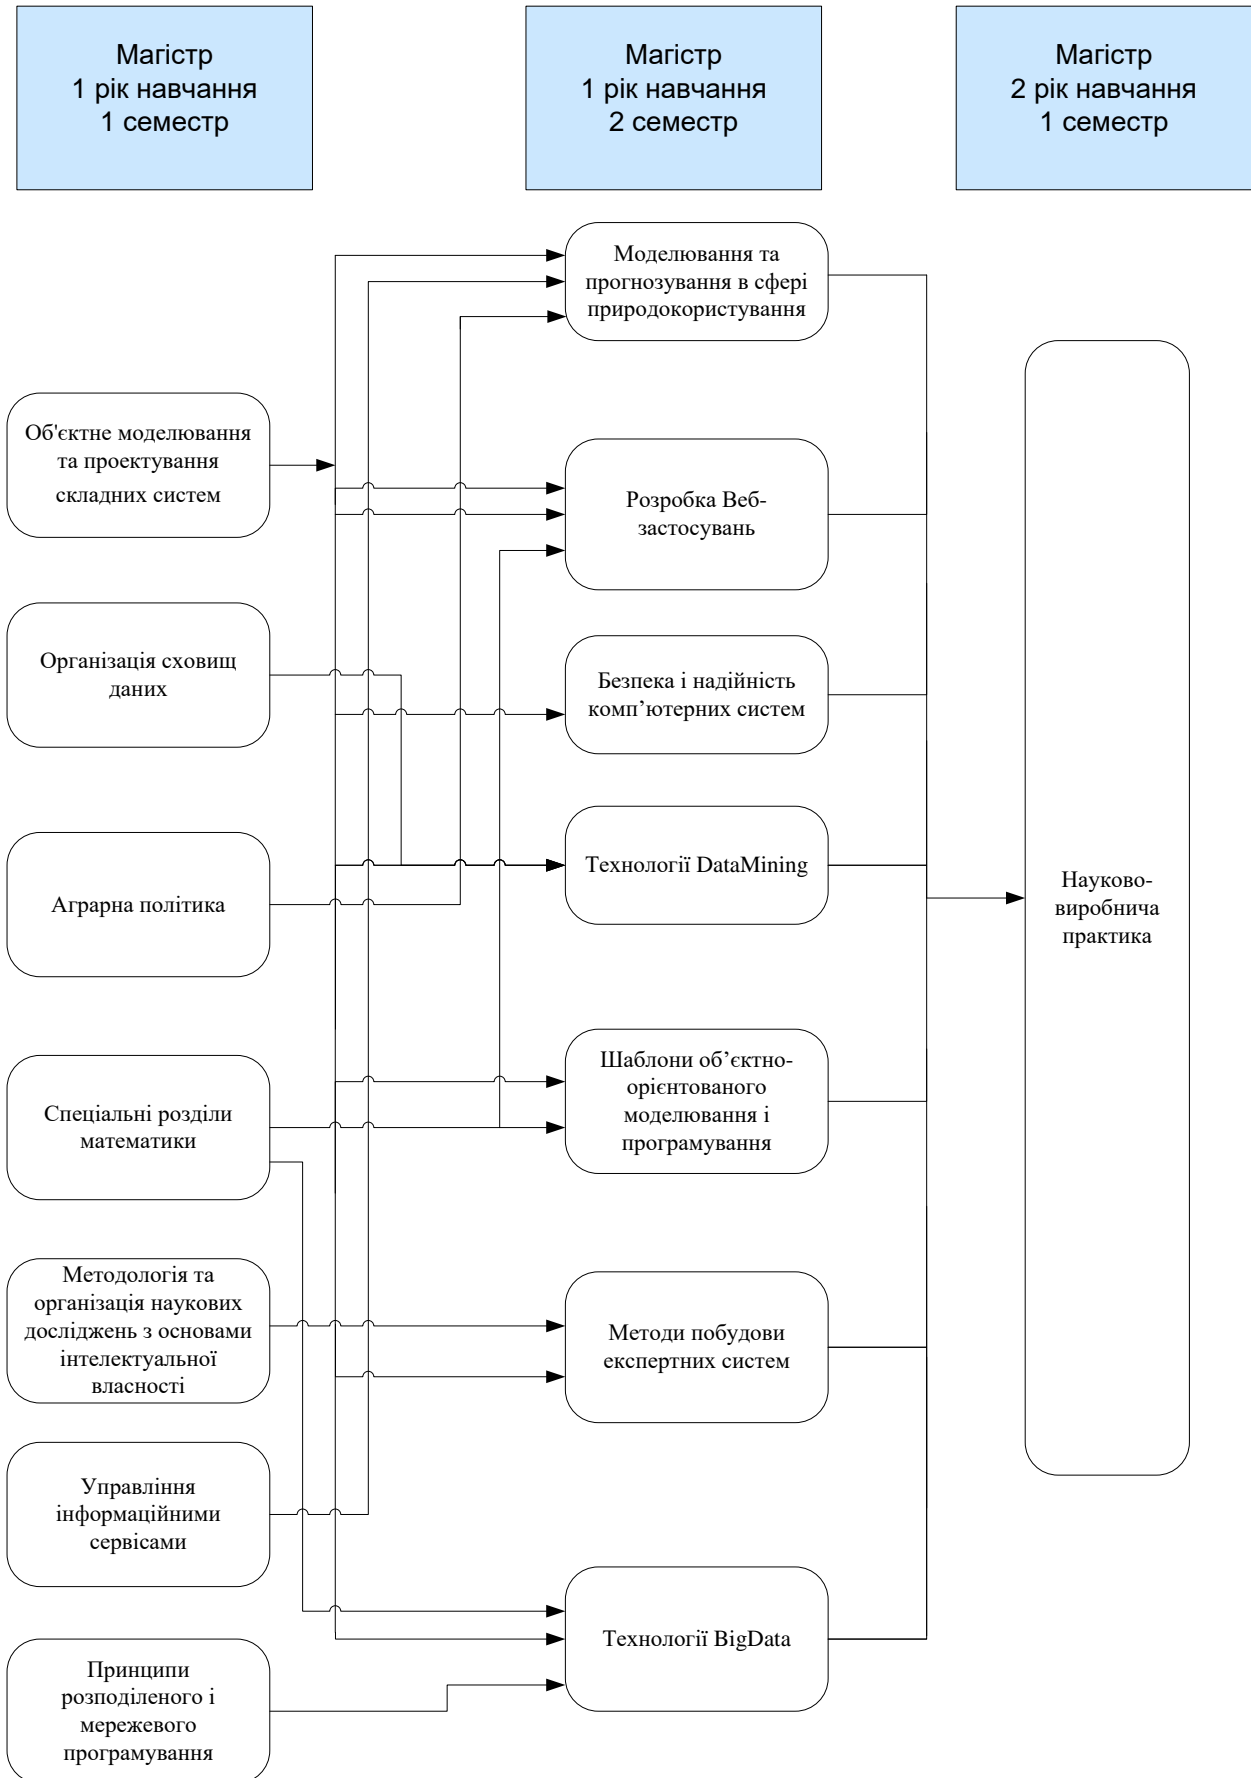 Магістр
1 рік навчання
1 семестр
Магістр
1 рік навчання
2 семестр
Магістр
2 рік навчання
1 семестр
Об'єктне моделювання
та проектування
складних систем
Організація сховищ
даних
Аграрна політика
Спеціальні розділи
математики
Методологія та
організація наукових
досліджень з основами
інтелектуальної
власності
Управління
інформаційними
сервісами
Принципи
розподіленого і
мережевого
програмування
Моделювання та
прогнозування в сфері
природокористування
Розробка Веб-
застосувань
Безпека і надійність
комп’ютерних систем
Технології DataMining
Шаблони об’єктно-
орієнтованого
моделювання і
програмування
Методи побудови
експертних систем
Технології BigData
Науково-
виробнича
практика